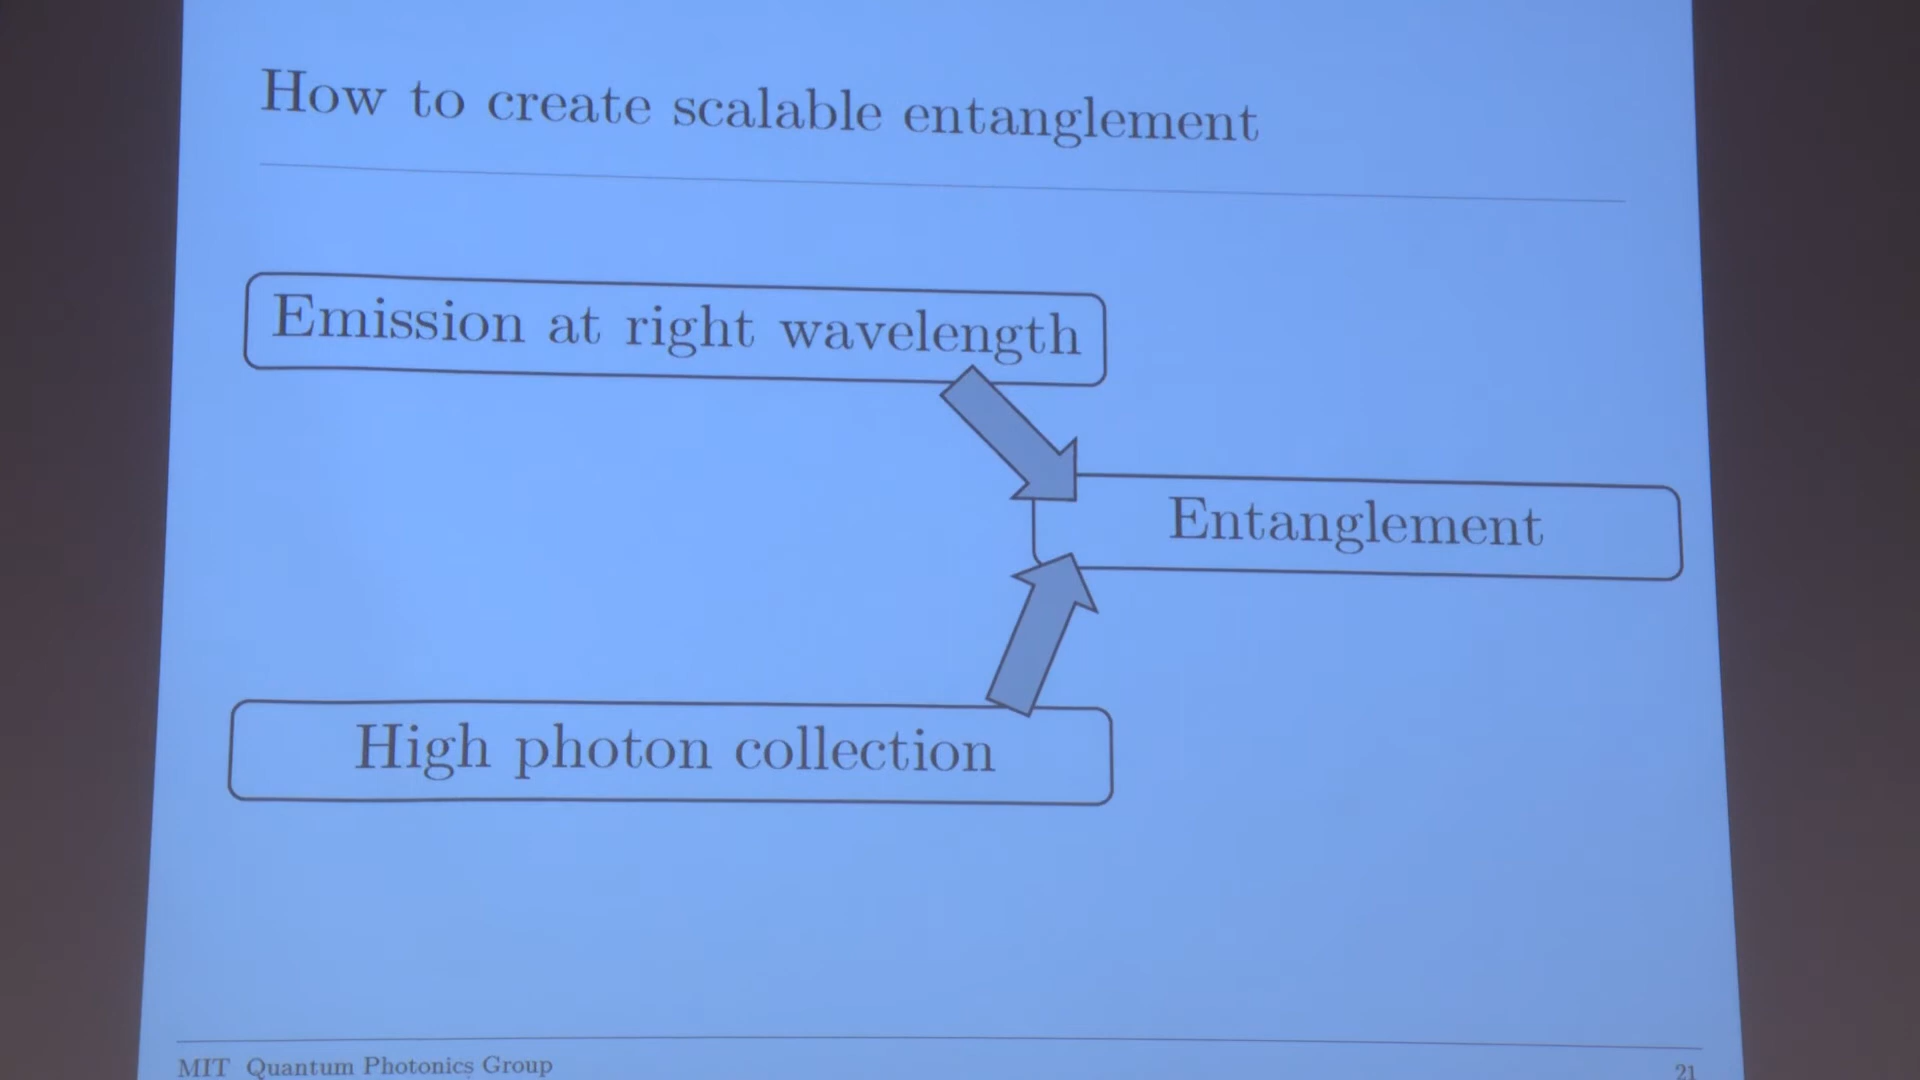 How to create scalable entanglement
Emission at right wavelength
Entanglement
High photon collection
MIT Quantum Photonics Group
21